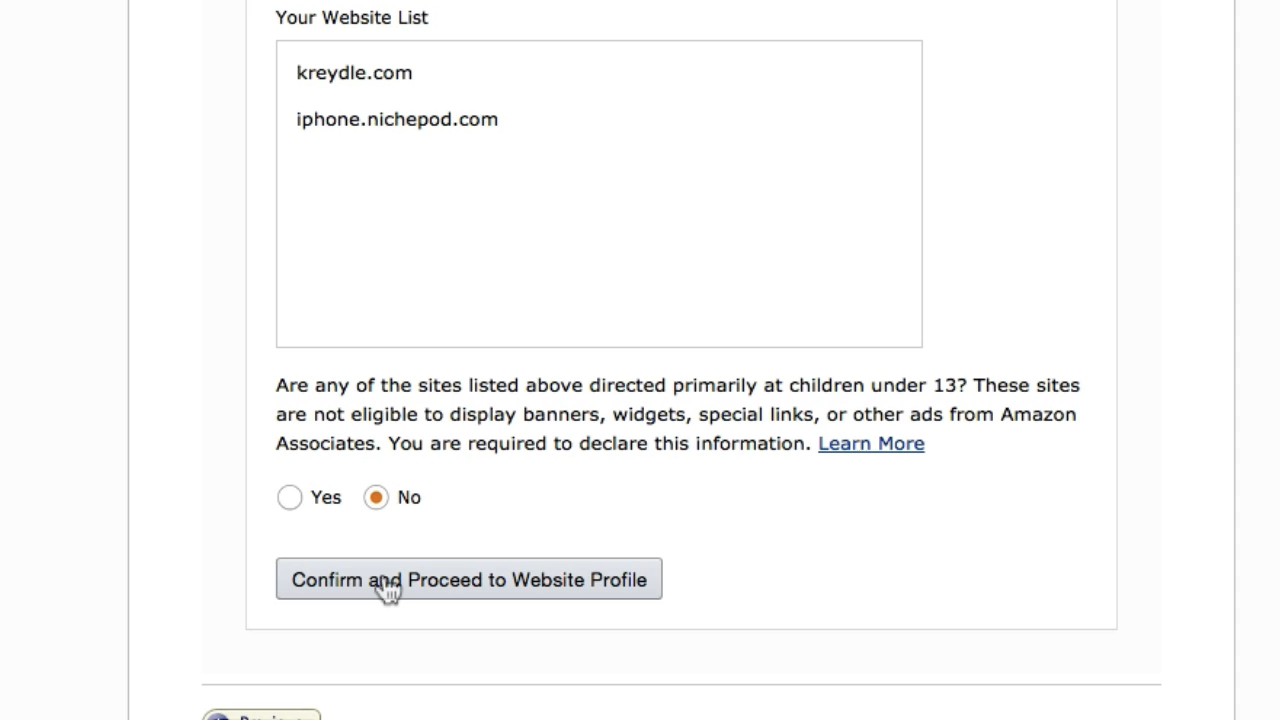 Your Website List
kreydle.com
iphone.nichepod.com
Are any of the sites listed above directed primarily at children under 13? These sites
are not eligible to display banners, widgets, special links, or other ads from Amazon
Associates. You are required to declare this information. Learn More
Yes No
Confirm and Proceed to Website Profile